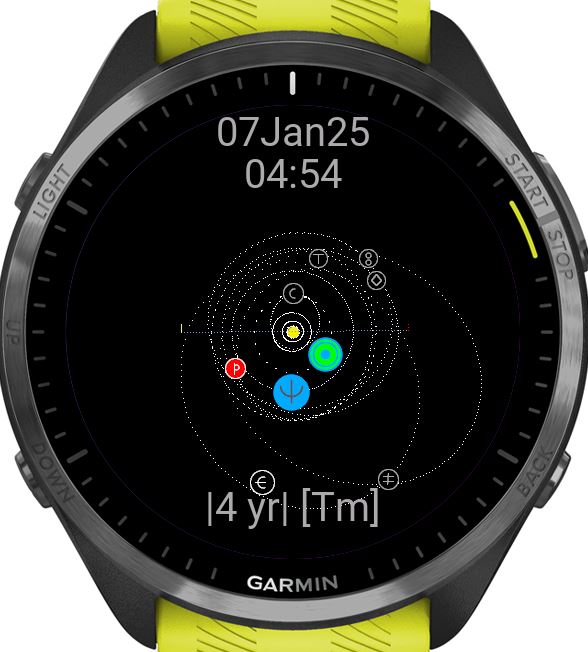 07Jan25
04:54
LIGHT
START
STOP
UP
T
C
P
€
|4 yr| [Tm]
DOWN
BACK
GARMIN